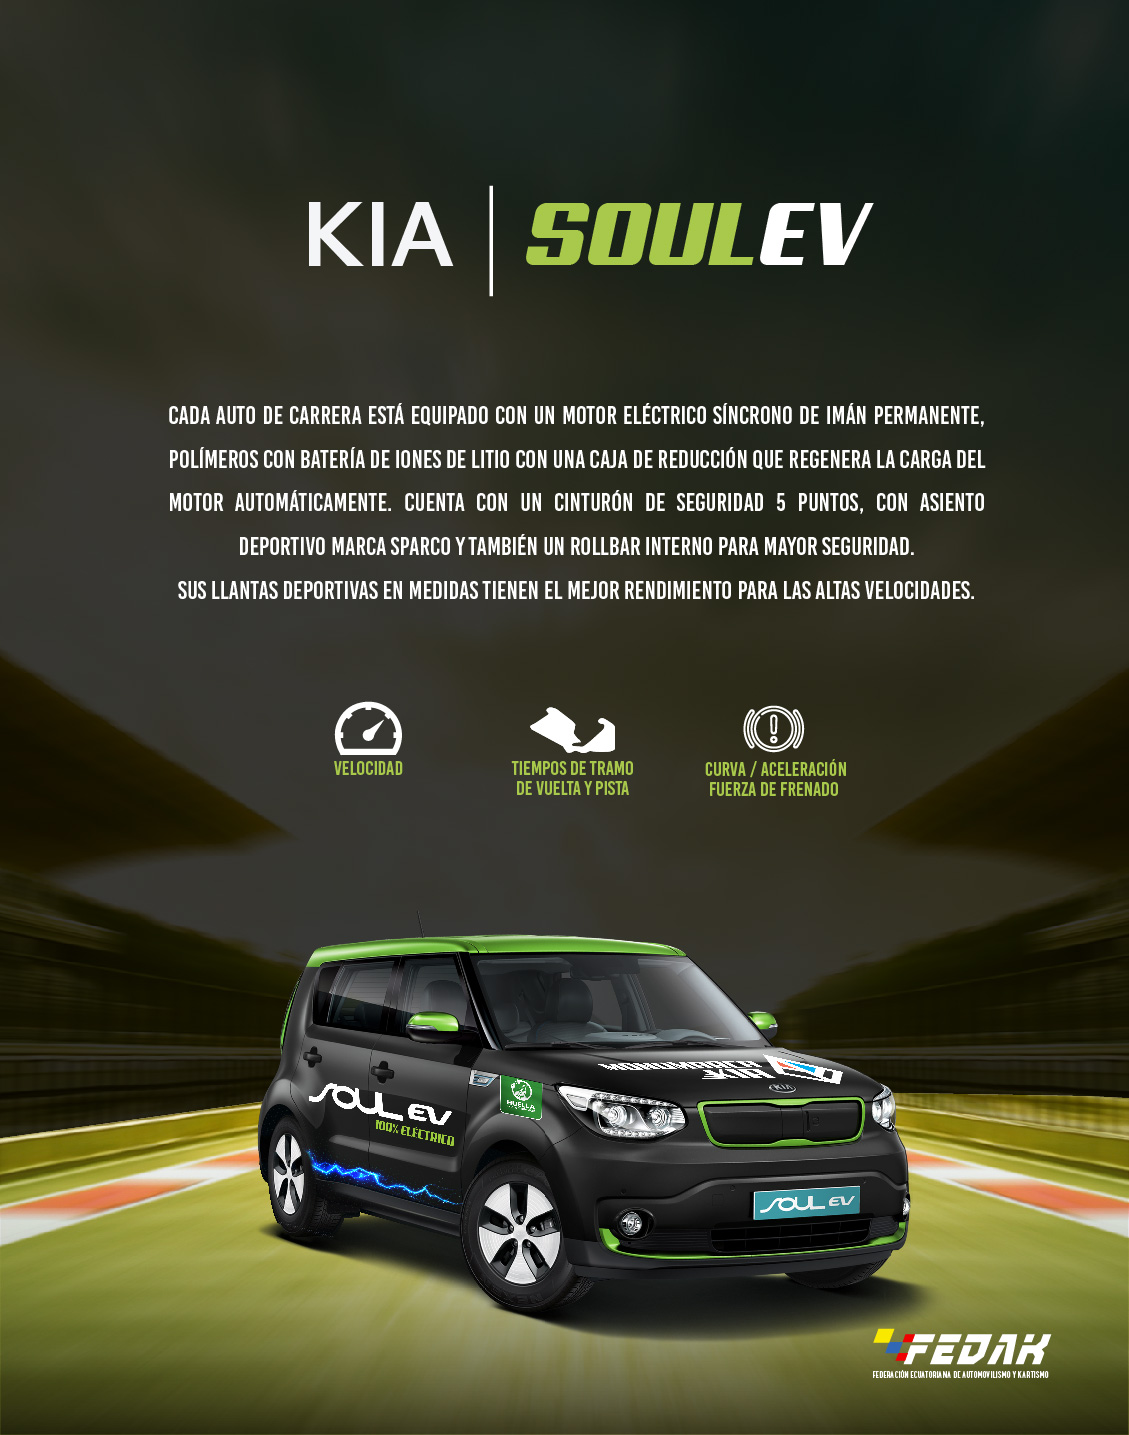 KIA | SOULEV
CADA AUTO DE CARRERA ESTÁ EQUIPADO CON UN MOTOR ELÉCTRICO SÍNCRONO DE IMÁN PERMANENTE,
POLÍMEROS CON BATERÍA DE IONES DE LITIO CON UNA CAJA DE REDUCCIÓN QUE REGENERA LA CARGA DEL
MOTOR AUTOMÁTICAMENTE. CUENTA CON UN CINTURÓN DE SEGURIDAD 5 PUNTOS, CON ASIENTO
DEPORTIVO MARCA SPARCO Y TAMBIÉN UN ROLLBAR INTERNO PARA MAYOR SEGURIDAD.
SUS LLANTAS DEPORTIVAS EN MEDIDAS TIENEN EL MEJOR RENDIMIENTO PARA LAS ALTAS VELOCIDADES.
VELOCIDAD
TIEMPOS DE TRAMO
DE VUELTA Y PISTA
CURVA / ACELERACIÓN
FUERZA DE FRENADO
MONUMARCA
KIA
KIA
SOUL EV
100% ELÉCTRICO
HUELLA
SOUL EV
FEDAK
FEDERACIÓN ECUATORIANA DE AUTOMOVILISMO Y KARTISMO